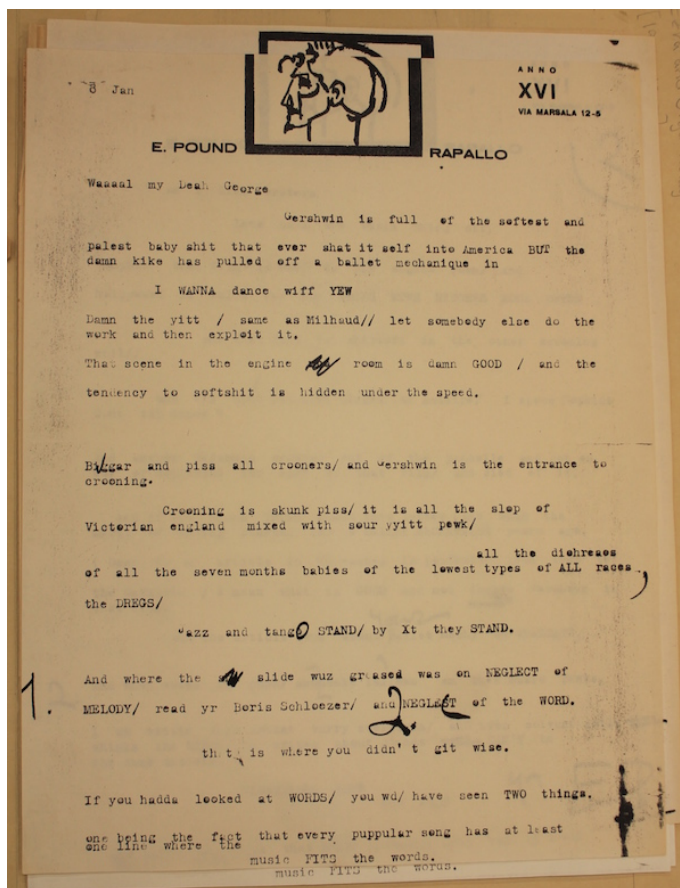 8 Jan
ANNO
XVI
VIA MARSALA 12-5
E. POUND
RAPALLO
Waaaal my Deah George
Gershwin is full of the softest and
palest baby shit that ever shat it self into America BUT the
damn kike has pulled off a ballet mechanique in
I WANNA dance wiff YEW
Damn the yitt / same as Milhaud// let somebody else do the
work and then exploit it.
That scene in the engine room is damn GOOD / and the
tendency to softshit is hidden under the speed.
and piss all crooners/ and Gershwin is the entrance to
crooning.
Crooning is skunk piss/ it is all the slop of
Victorian england mixed with sour yyitt pewk/
all the diohreaos
of all the seven months babies of the lowest types of ALL races,
the DREGS/
Jazz and tango STAND/ by Xt they STAND.
And where the slide wuz greased was on NEGLECT of
1. MELODY/ read yr Boris Schloezer/ and 2. NEGLECT of the WORD.
that is where you didn't git wise.
If you hadda looked at WORDS/ you wd/ have seen TWO things.
one being the fact that every puppular song has at least
one line where the
music FITS the words.
music FITS the words.